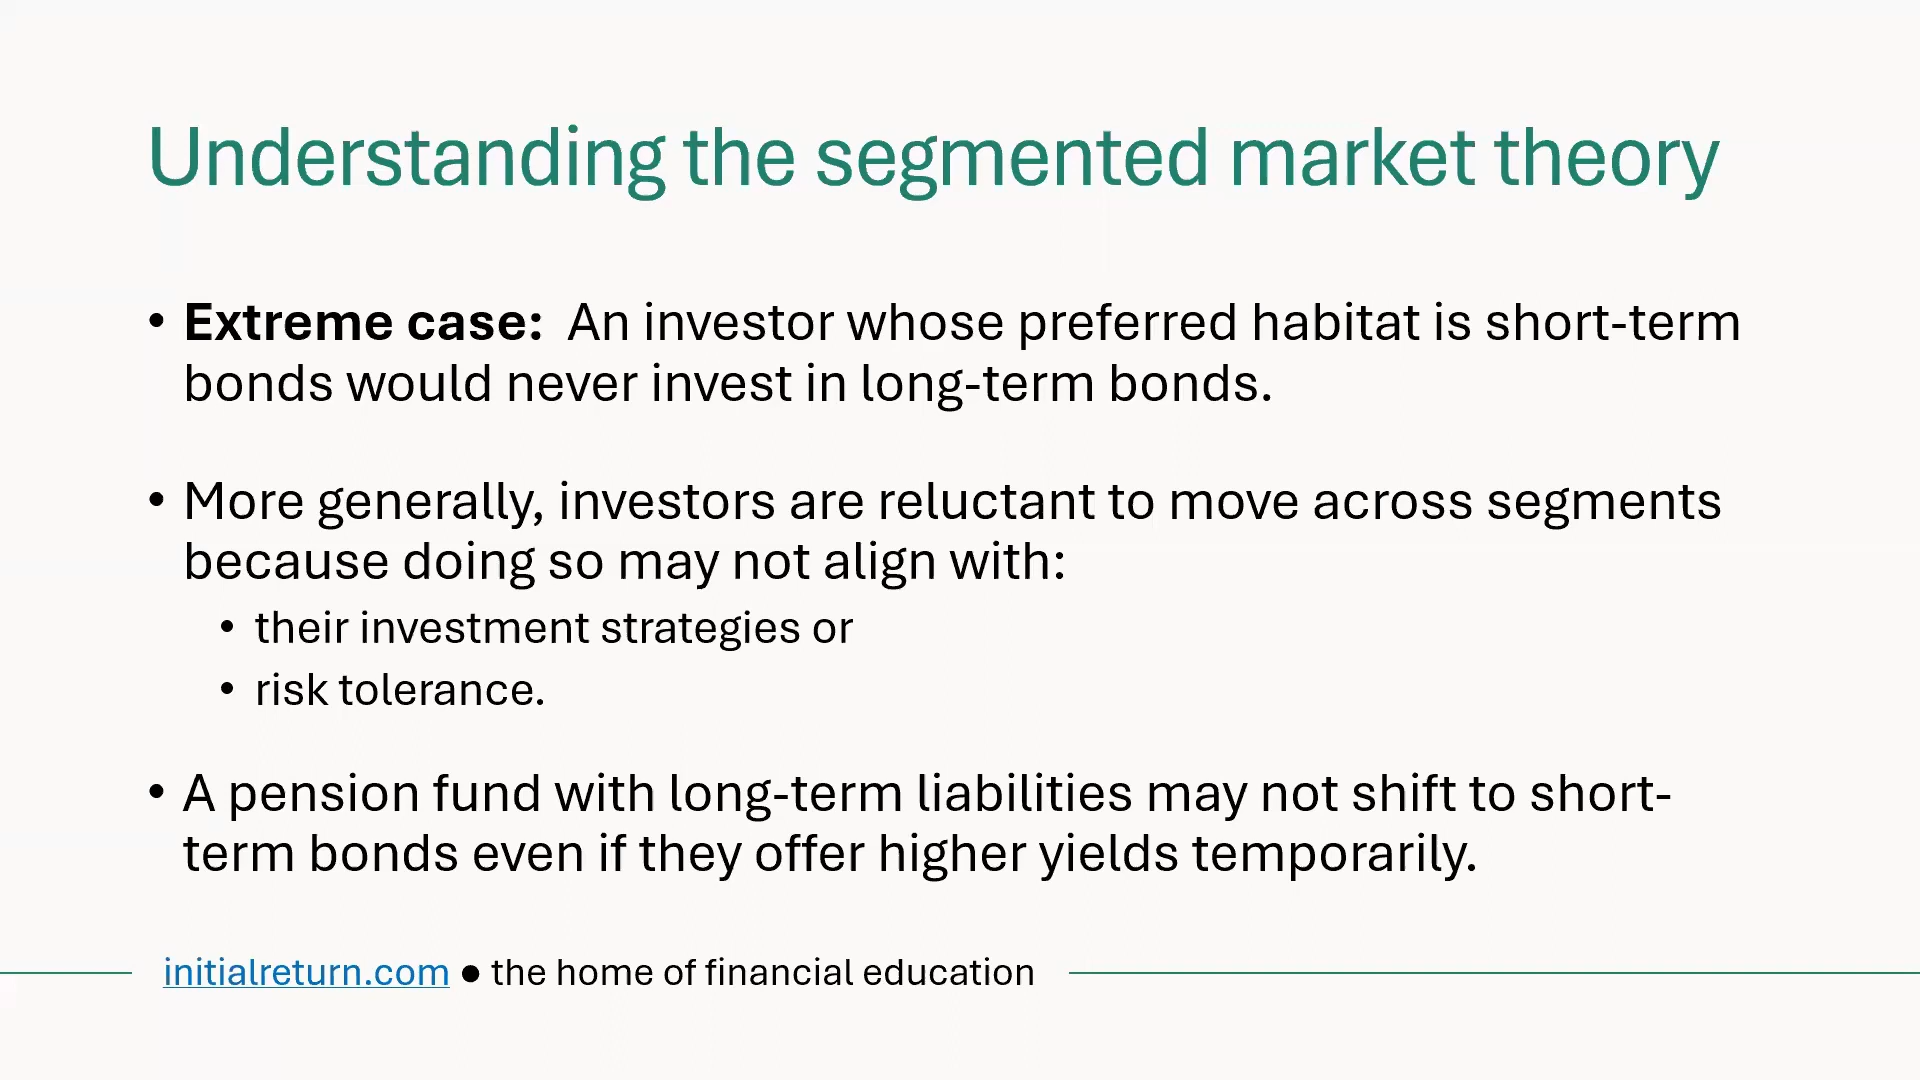 Understanding the segmented market theory
• Extreme case: An investor whose preferred habitat is short-term
bonds would never invest in long-term bonds.
• More generally, investors are reluctant to move across segments
because doing so may not align with:
• their investment strategies or
• risk tolerance.
• A pension fund with long-term liabilities may not shift to short-
term bonds even if they offer higher yields temporarily.
initialreturn.com ● the home of financial education